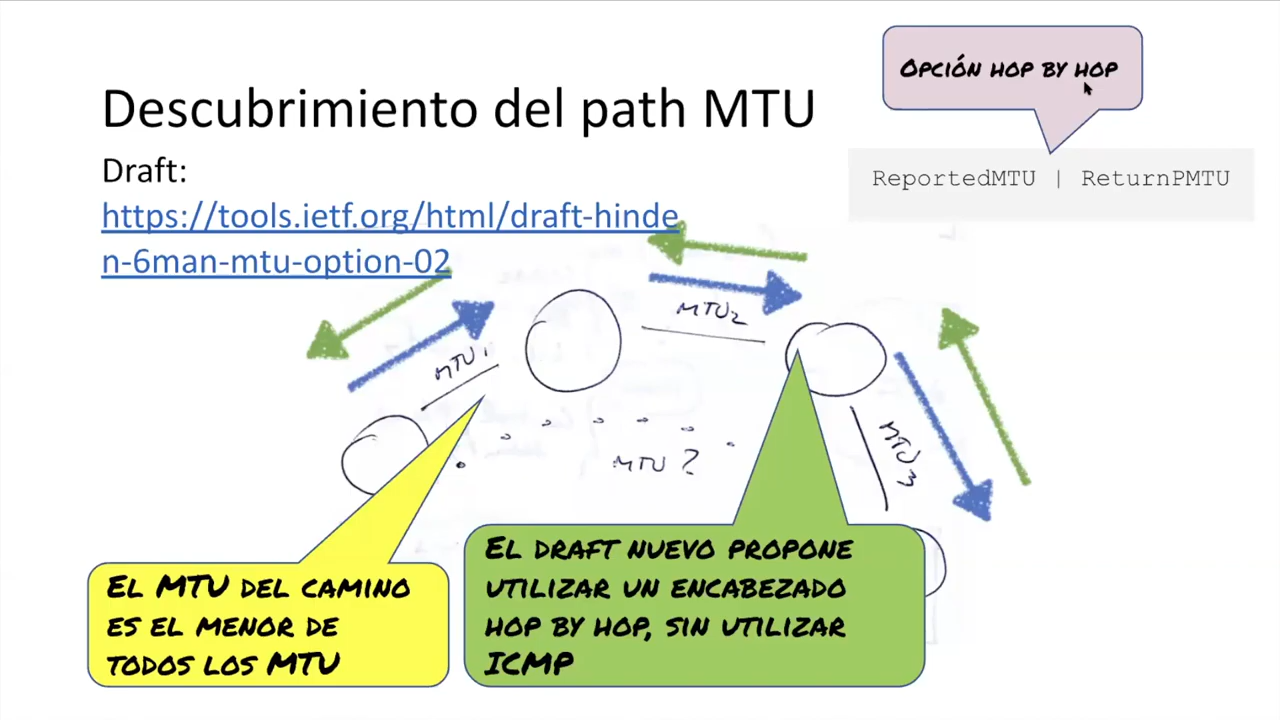 OPCIÓN HOP BY HOP
Descubrimiento del path MTU
ReportedMTU | ReturnPMTU
Draft:
https://tools.ietf.org/html/draft-hinde
n-6man-mtu-option-02
MTU1
MTU2
MTU3
MTU?
EL MTU DEL CAMINO
ES EL MENOR DE
TODOS LOS MTU
EL DRAFT NUEVO PROPONE
UTILIZAR UN ENCABEZADO
HOP BY HOP, SIN UTILIZAR
ICMP